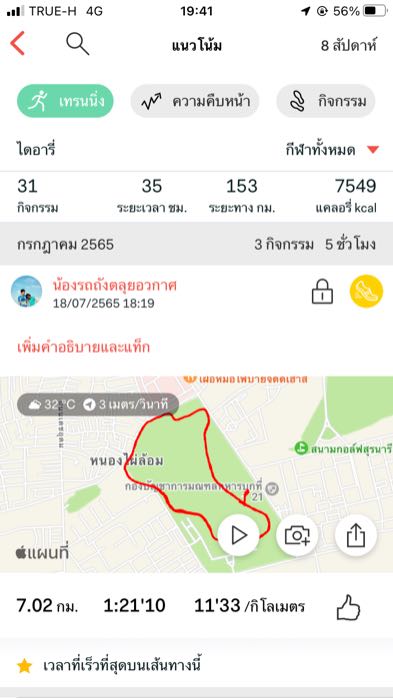 TRUE-H 4G 19:41 56%
แนวโน้ม 8 สัปดาห์
เทรนนิ่ง ความคืบหน้า กิจกรรม
ไดอารี่ กีฬาทั้งหมด
31 35 153 7549
กิจกรรม ระยะเวลา ชม. ระยะทาง กม. แคลอรี่ kcal
กรกฎาคม 2565 3 กิจกรรม 5 ชั่วโมง
น้องรถถังตลุยอวกาศ
18/07/2565 18:19
เพิ่มคำอธิบายและแท็ก
32°C 3 เมตร/วินาที
สนามกอล์ฟสุรนารี
หนองไผ่ล้อม
กองบัญชาการมณฑลทหารบกที่
21
แผนที่
7.02 กม. 1:21'10 11'33 /กิโลเมตร
เวลาที่เร็วที่สุดบนเส้นทางนี้